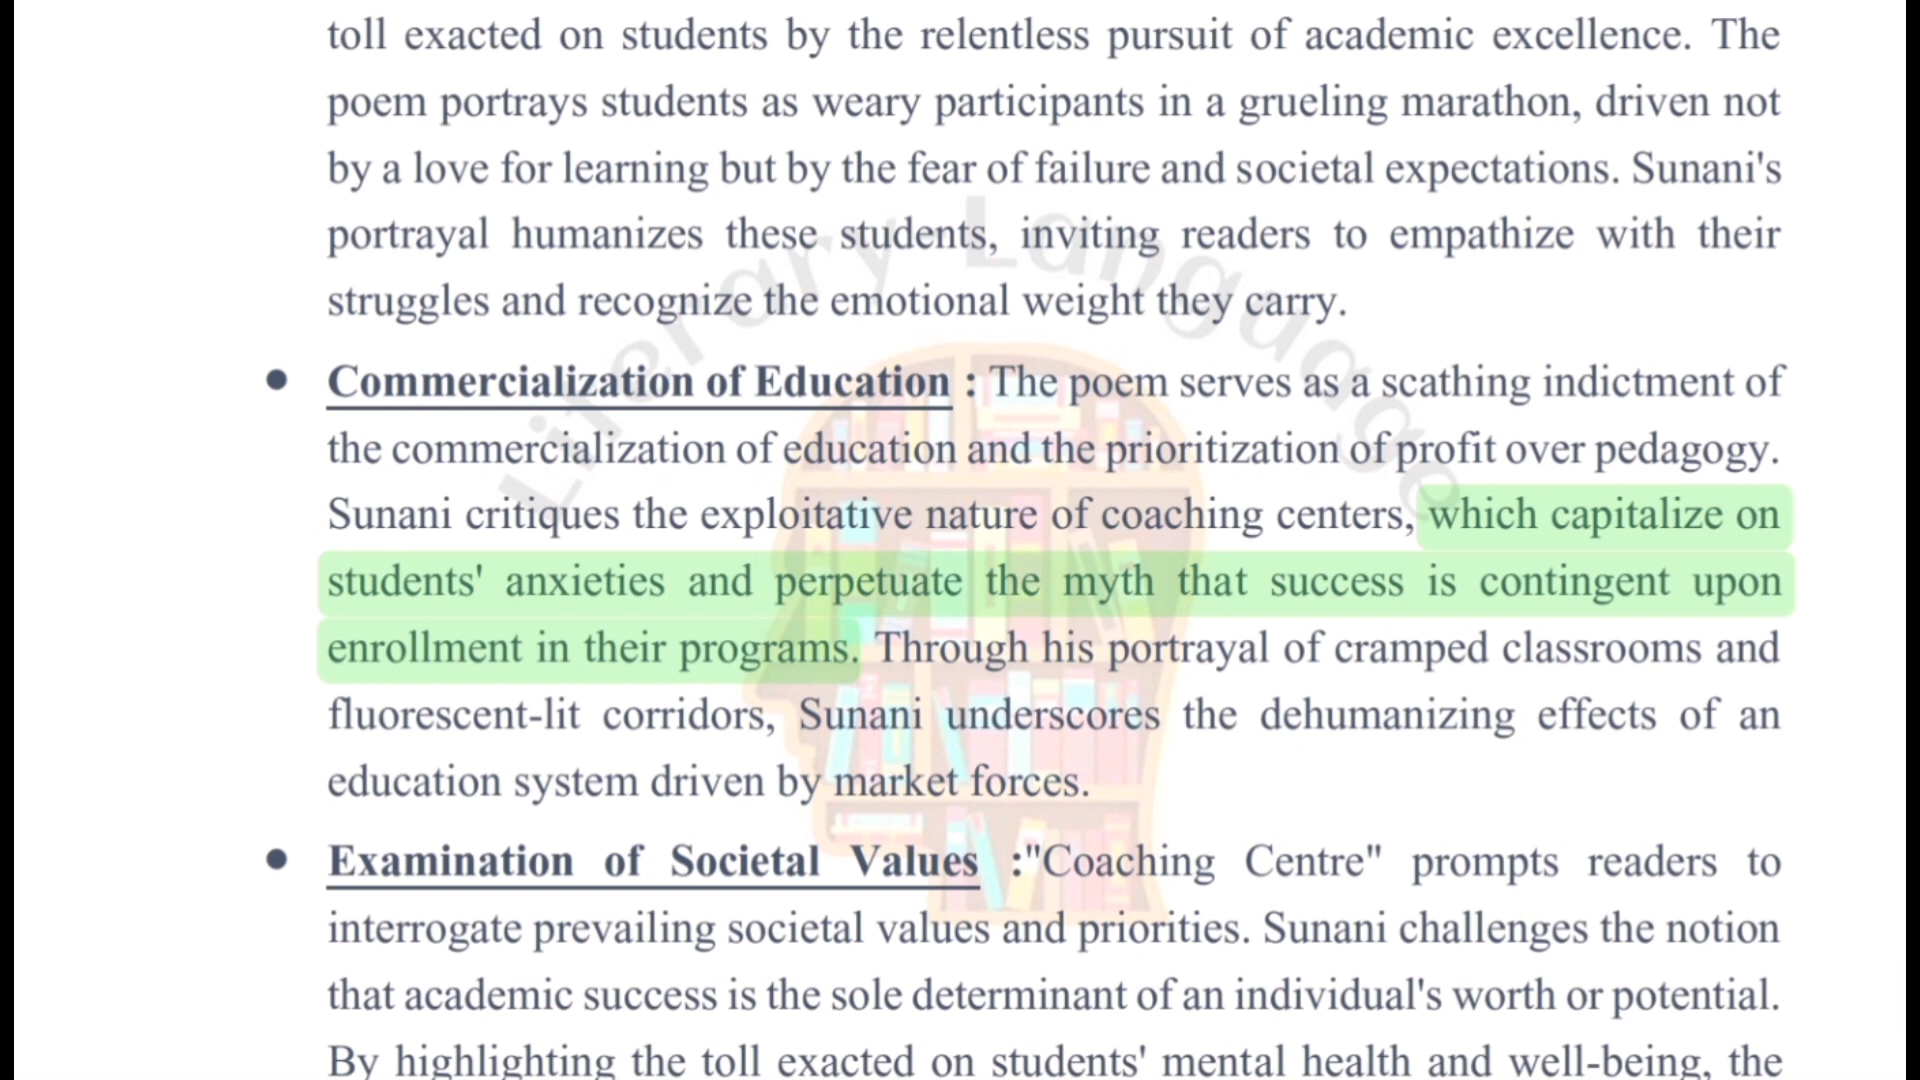 toll exacted on students by the relentless pursuit of academic excellence. The
poem portrays students as weary participants in a grueling marathon, driven not
by a love for learning but by the fear of failure and societal expectations. Sunani's
portrayal humanizes these students, inviting readers to empathize with their
struggles and recognize the emotional weight they carry.
● Commercialization of Education : The poem serves as a scathing indictment of
the commercialization of education and the prioritization of profit over pedagogy.
Sunani critiques the exploitative nature of coaching centers, which capitalize on
students' anxieties and perpetuate the myth that success is contingent upon
enrollment in their programs. Through his portrayal of cramped classrooms and
fluorescent-lit corridors, Sunani underscores the dehumanizing effects of an
education system driven by market forces.
● Examination of Societal Values :"Coaching Centre" prompts readers to
interrogate prevailing societal values and priorities. Sunani challenges the notion
that academic success is the sole determinant of an individual's worth or potential.
By highlighting the toll exacted on students' mental health and well-being, the
Literary Language